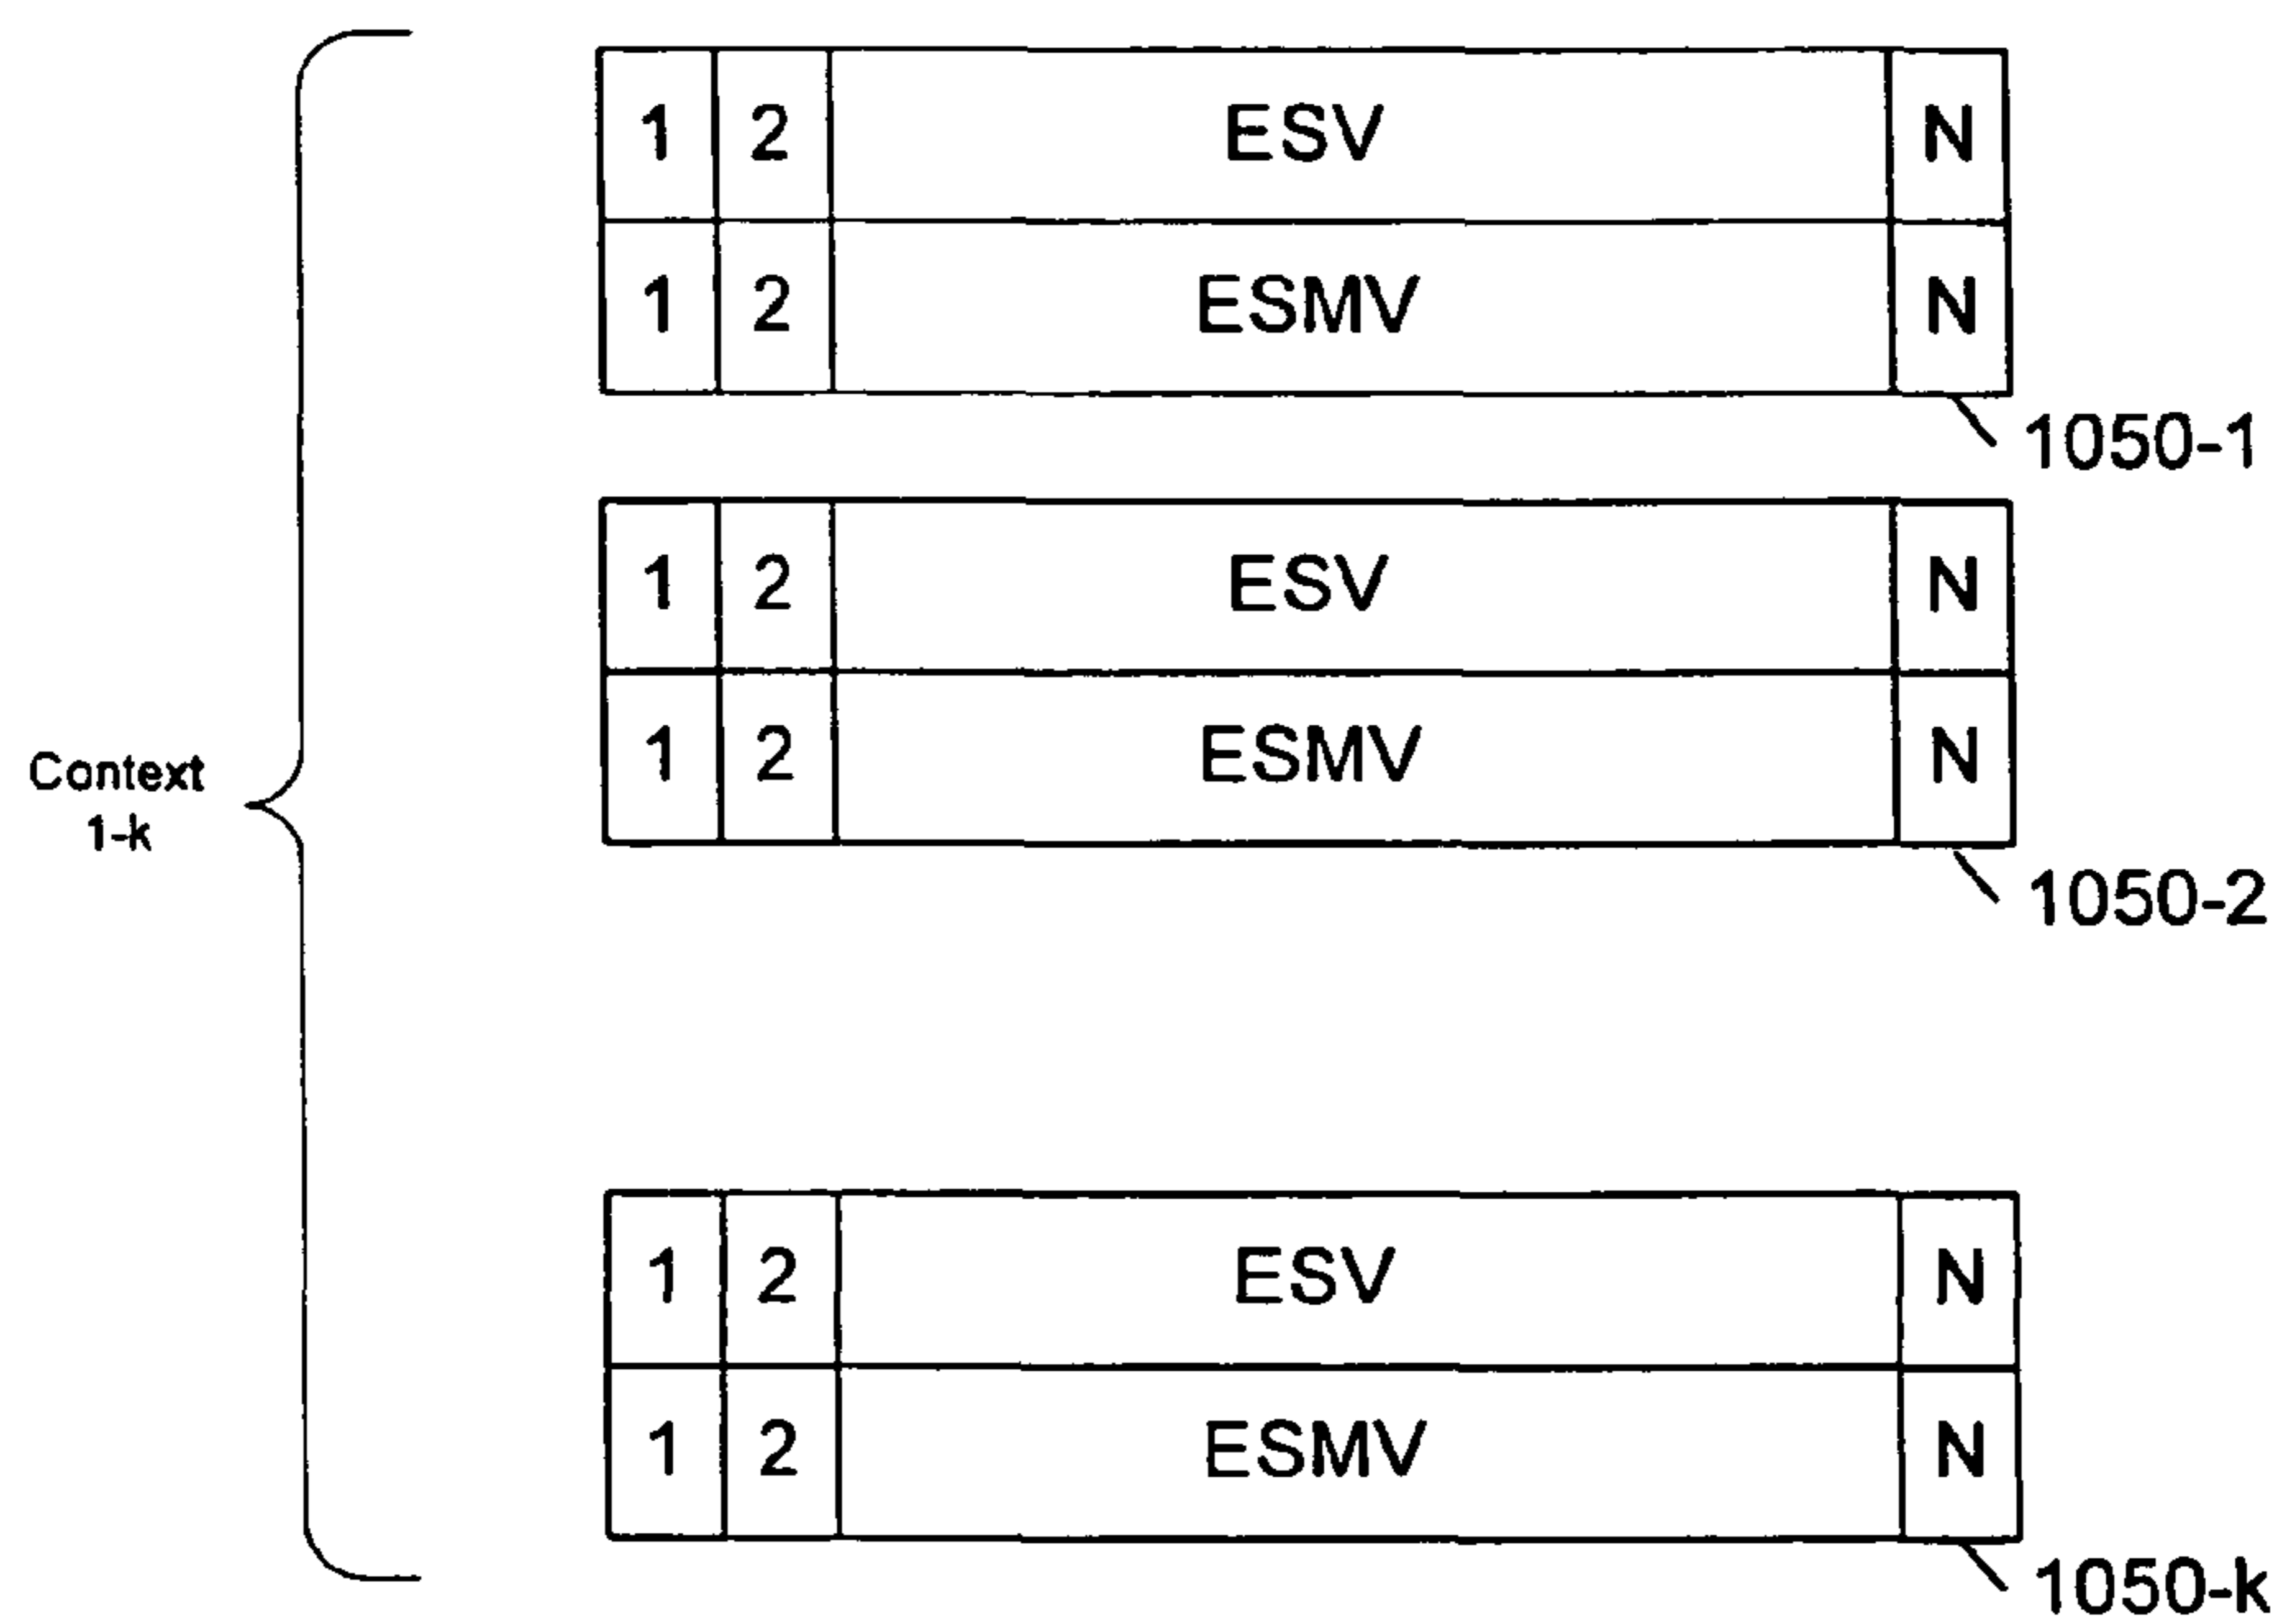 1 2 ESV N
1 2 ESMV N
1050-1
1 2 ESV N
1 2 ESMV N
1050-2
Context
1-k
1 2 ESV N
1 2 ESMV N
1050-k